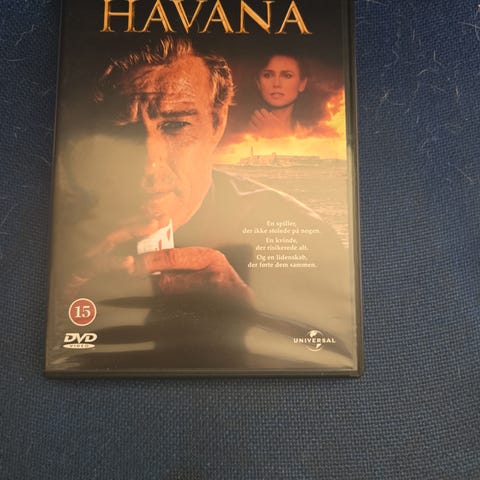 HAVANA
En spiller,
der ikke stolede på nogen.
En kvinde,
der risikerede alt.
Og en lidenskab,
der førte dem sammen.
15
DVD
VIDEO
UNIVERSAL